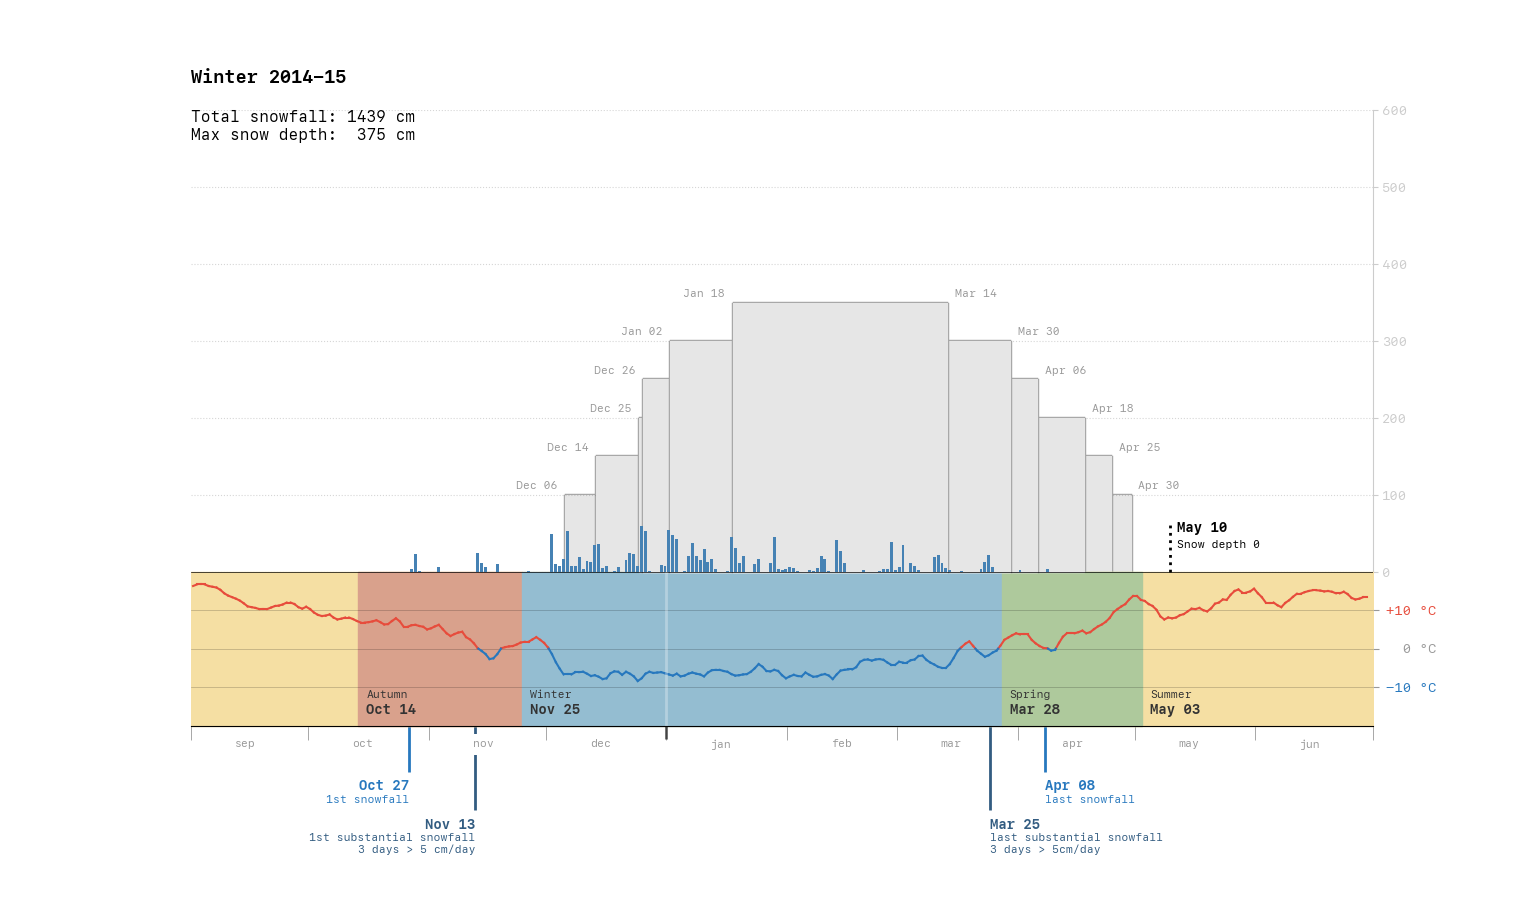 Winter 2014–15
Total snowfall: 1439 cm
Max snow depth:  375 cm
600
500
400
300
200
100
0
Jan 18
Mar 14
Jan 02
Mar 30
Dec 26
Apr 06
Dec 25
Apr 18
Dec 14
Apr 25
Dec 06
Apr 30
May 10
Snow depth 0
+10 °C
0 °C
−10 °C
Autumn
Oct 14
Winter
Nov 25
Spring
Mar 28
Summer
May 03
sep
oct
nov
dec
jan
feb
mar
apr
may
jun
Oct 27
1st snowfall
Nov 13
1st substantial snowfall
3 days > 5 cm/day
Apr 08
last snowfall
Mar 25
last substantial snowfall
3 days > 5cm/day